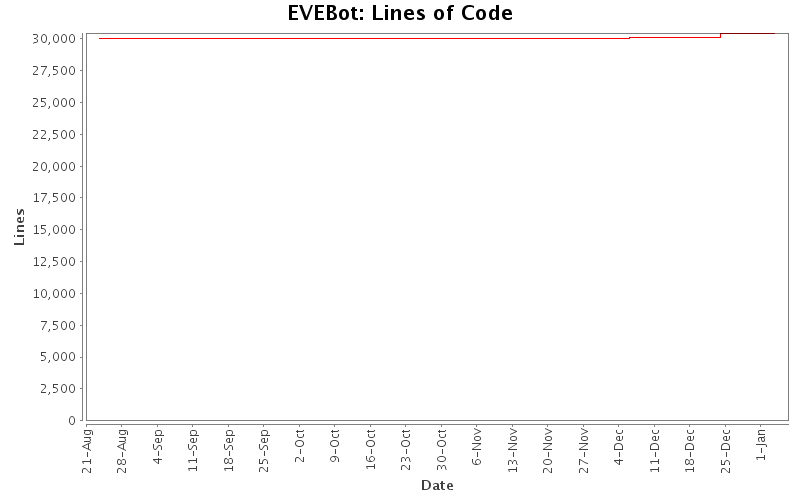 EVEBot: Lines of Code
30,000
27,500
25,000
22,500
20,000
17,500
15,000
12,500
10,000
7,500
5,000
2,500
0
Lines
21-Aug
28-Aug
4-Sep
11-Sep
18-Sep
25-Sep
2-Oct
9-Oct
16-Oct
23-Oct
30-Oct
6-Nov
13-Nov
20-Nov
27-Nov
4-Dec
11-Dec
18-Dec
25-Dec
1-Jan
Date